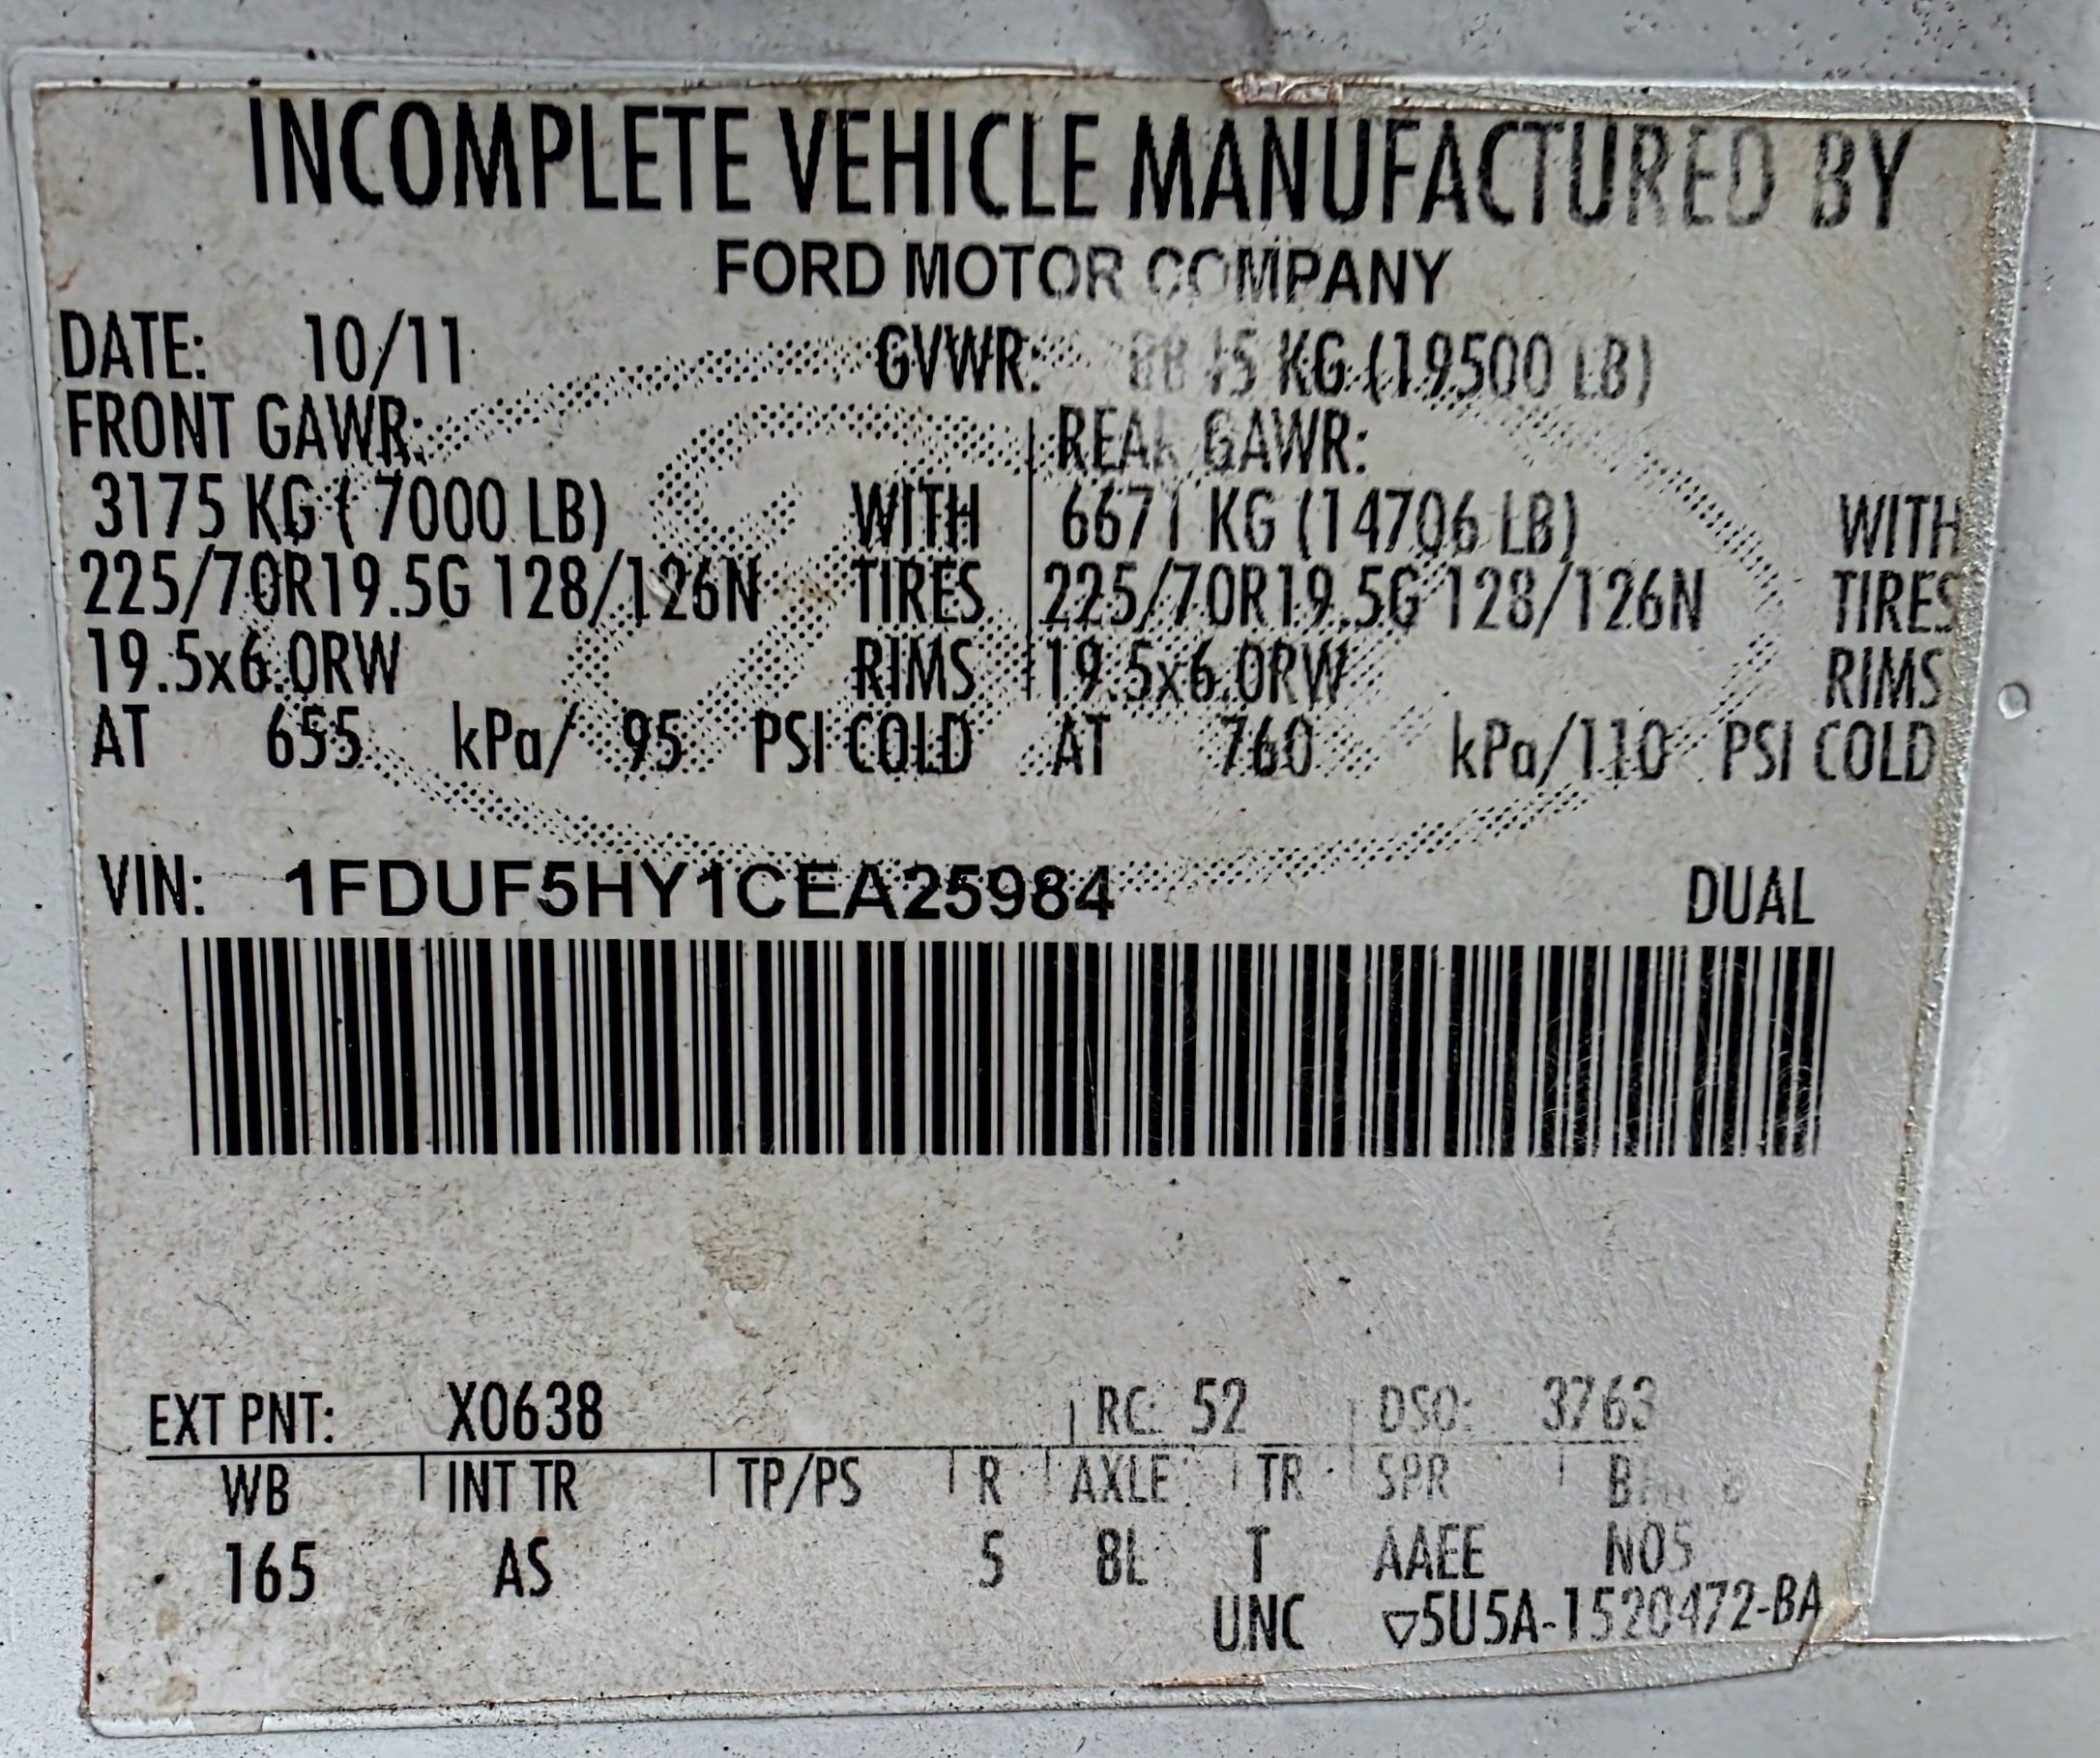 INCOMPLETE VEHICLE MANUFACTURED BY
FORD MOTOR COMPANY
DATE: 10/11 GVWR: KG (19500 LB)
FRONT GAWR: REAR GAWR:
3175 KG ( 7000 LB) WITH 6671 KG (14706 LB) WITH
225/70R19.5G 128/126N TIRES 225/70R19.5G 128/126N TIRES
19.5x6.0RW RIMS 19.5x6.0RW RIMS
AT 655 kPa/ 95 PSI COLD AT 760 kPa/110 PSI COLD
VIN: 1FDUF5HY1CEA25984 DUAL
EXT PNT: X0638 RC: 52 DSO: 3763
WB INT TR TP/PS R AXLE TR SPR
165 AS 5 8L T AAEE N05
UNC ▽5U5A-1520472-BA